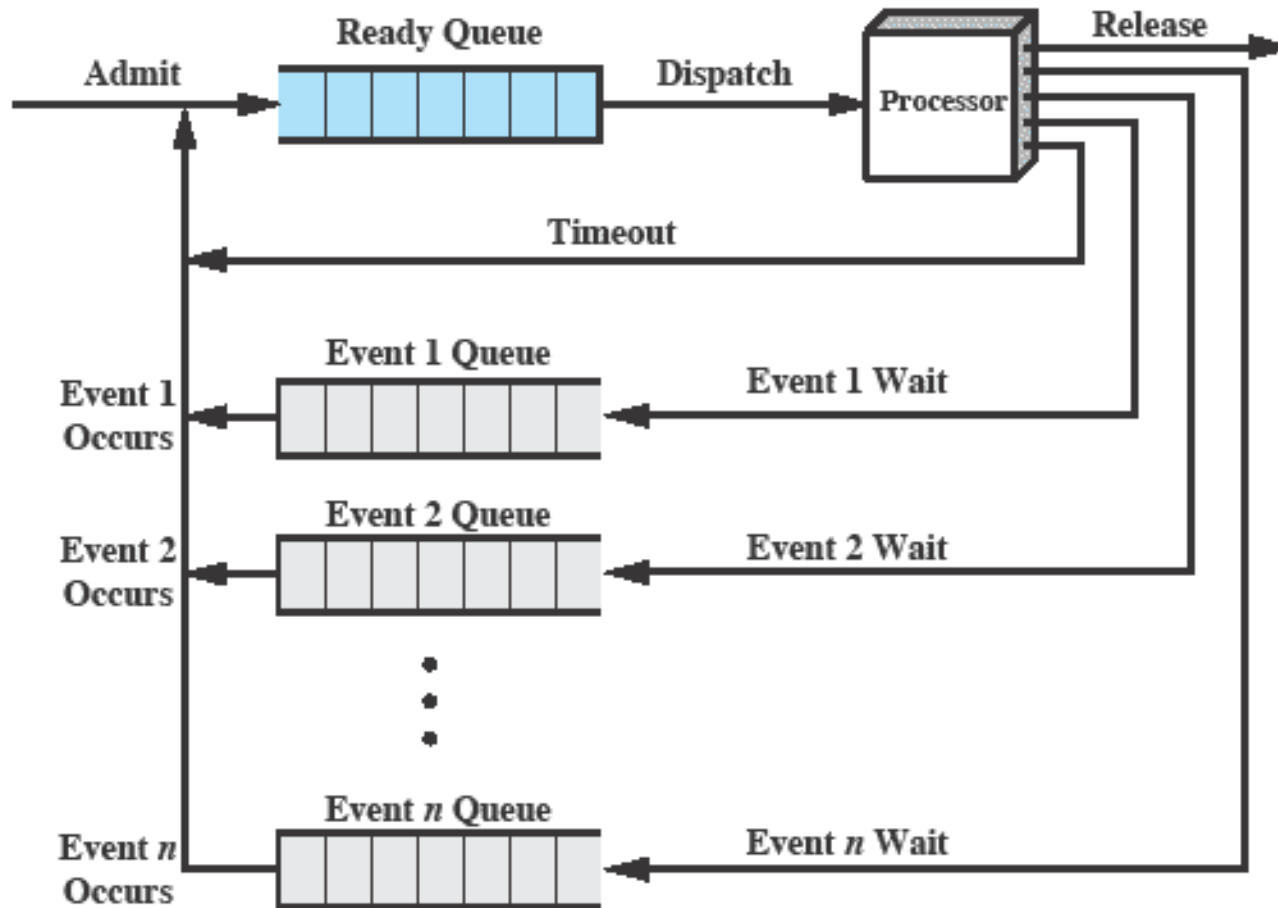 Ready Queue
Release
Admit
Dispatch
Processor
Timeout
Event 1 Queue
Event 1
Occurs
Event 1 Wait
Event 2 Queue
Event 2
Occurs
Event 2 Wait
Event n Queue
Event n
Occurs
Event n Wait